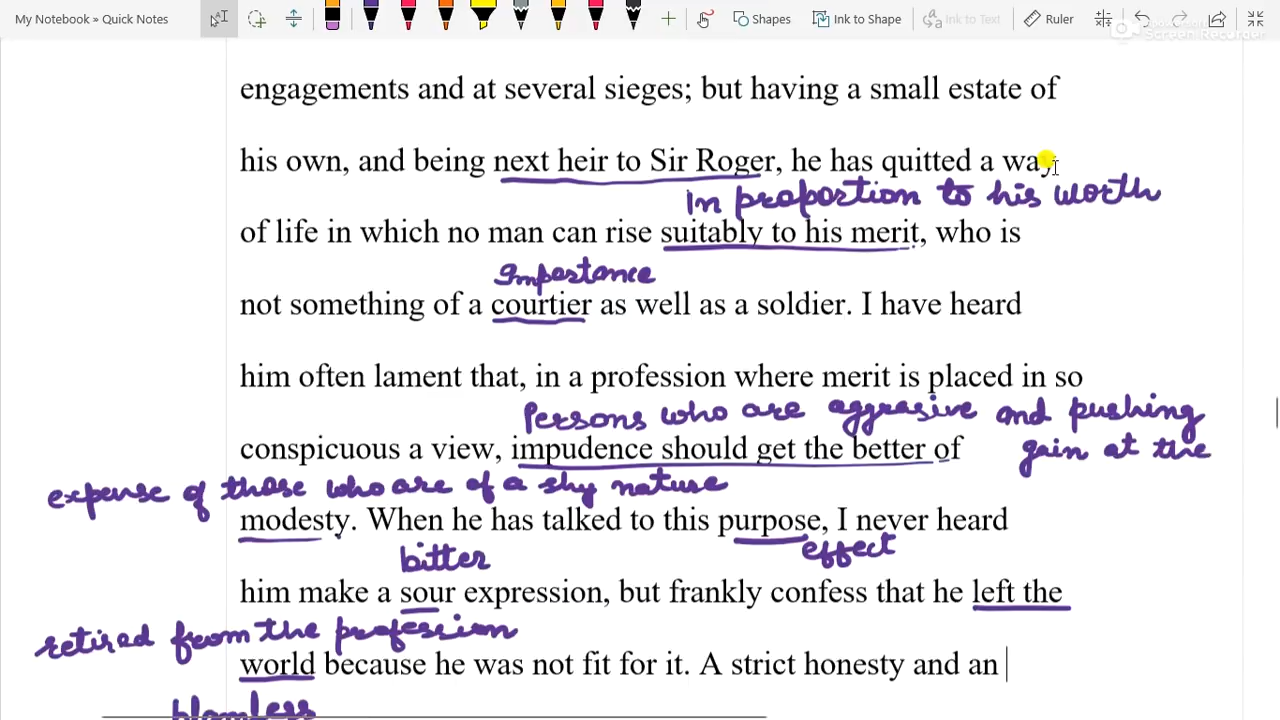 My Notebook » Quick Notes
Shapes
Ink to Shape
Ink to Text
Ruler
Screen Recorder
engagements and at several sieges; but having a small estate of
his own, and being next heir to Sir Roger, he has quitted a way
In proportion to his worth
of life in which no man can rise suitably to his merit, who is
Impostance
not something of a courtier as well as a soldier. I have heard
him often lament that, in a profession where merit is placed in so
Persons who are aggrasive and pushing
conspicuous a view, impudence should get the better of
gain at the
expense of those who are of a shy nature
modesty. When he has talked to this purpose, I never heard
bitter
effect
him make a sour expression, but frankly confess that he left the
retired from the profession
world because he was not fit for it. A strict honesty and an
blamless